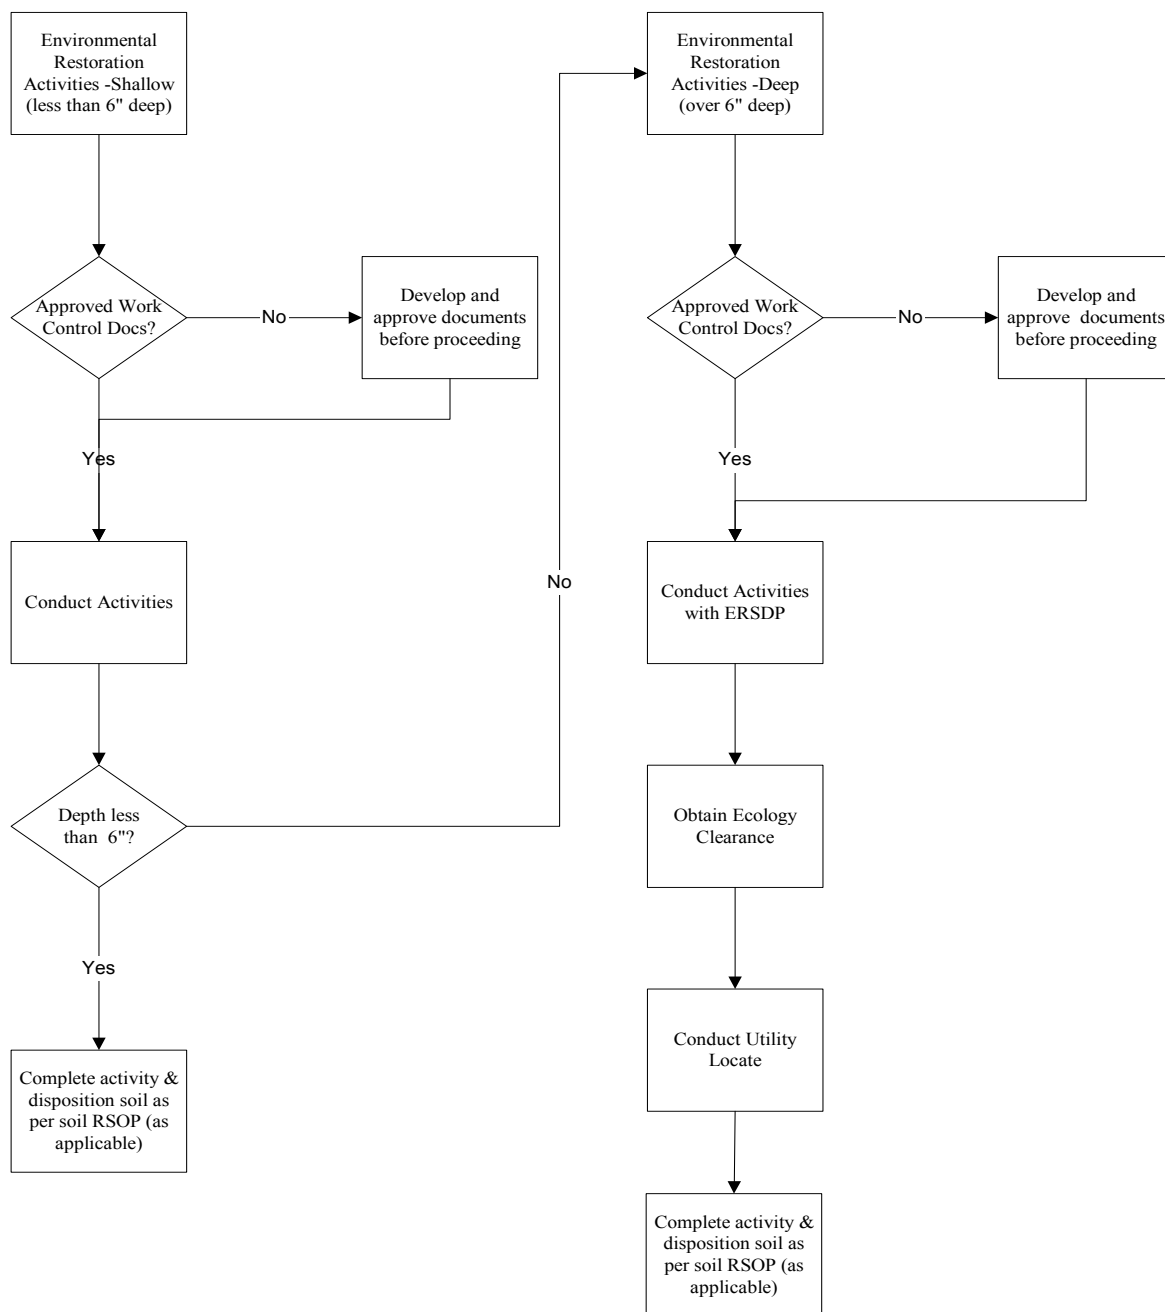 Environmental
Restoration
Activities -Shallow
(less than 6" deep)
Approved Work
Control Docs?
No
Develop and
approve documents
before proceeding
Yes
Conduct Activities
Depth less
than 6"?
No
Yes
Complete activity &
disposition soil as
per soil RSOP (as
applicable)
Environmental
Restoration
Activities -Deep
(over 6" deep)
Approved Work
Control Docs?
No
Develop and
approve documents
before proceeding
Yes
Conduct Activities
with ERSDP
Obtain Ecology
Clearance
Conduct Utility
Locate
Complete activity &
disposition soil as
per soil RSOP (as
applicable)